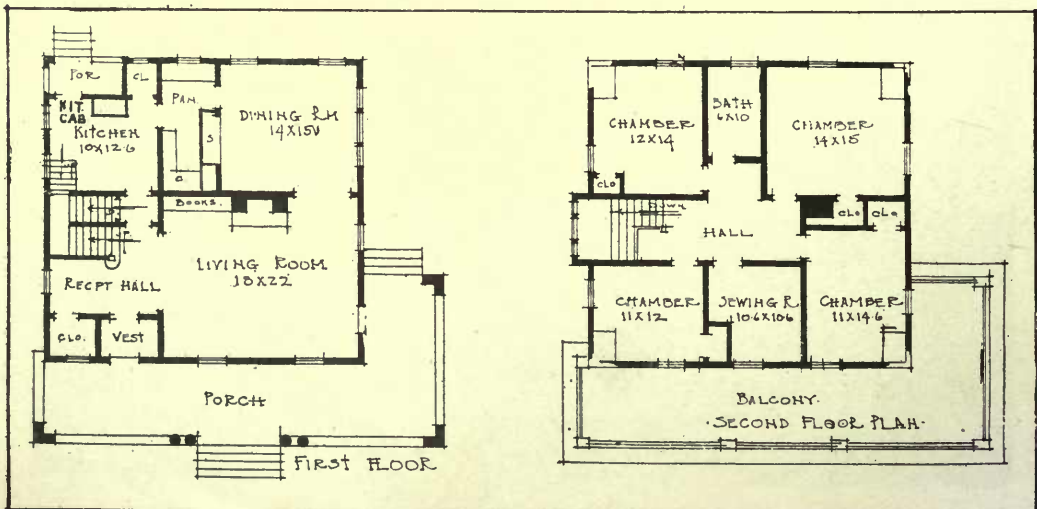 POR
CL
PAN.
KIT.
CAB
KITCHEN
10X12-6
S
DINING RM
14X15
BOOKS.
LIVING ROOM
15X22
RECPT HALL
CLO.
VEST
PORCH
FIRST FLOOR
CHAMBER
12X14
BATH
6X10
CHAMBER
14X15
CLO
DOWN
CLO
CLO
HALL
CHAMBER
11X12
SEWING R
10-6X10-6
CHAMBER
11X14-6
BALCONY.
·SECOND FLOOR PLAN·